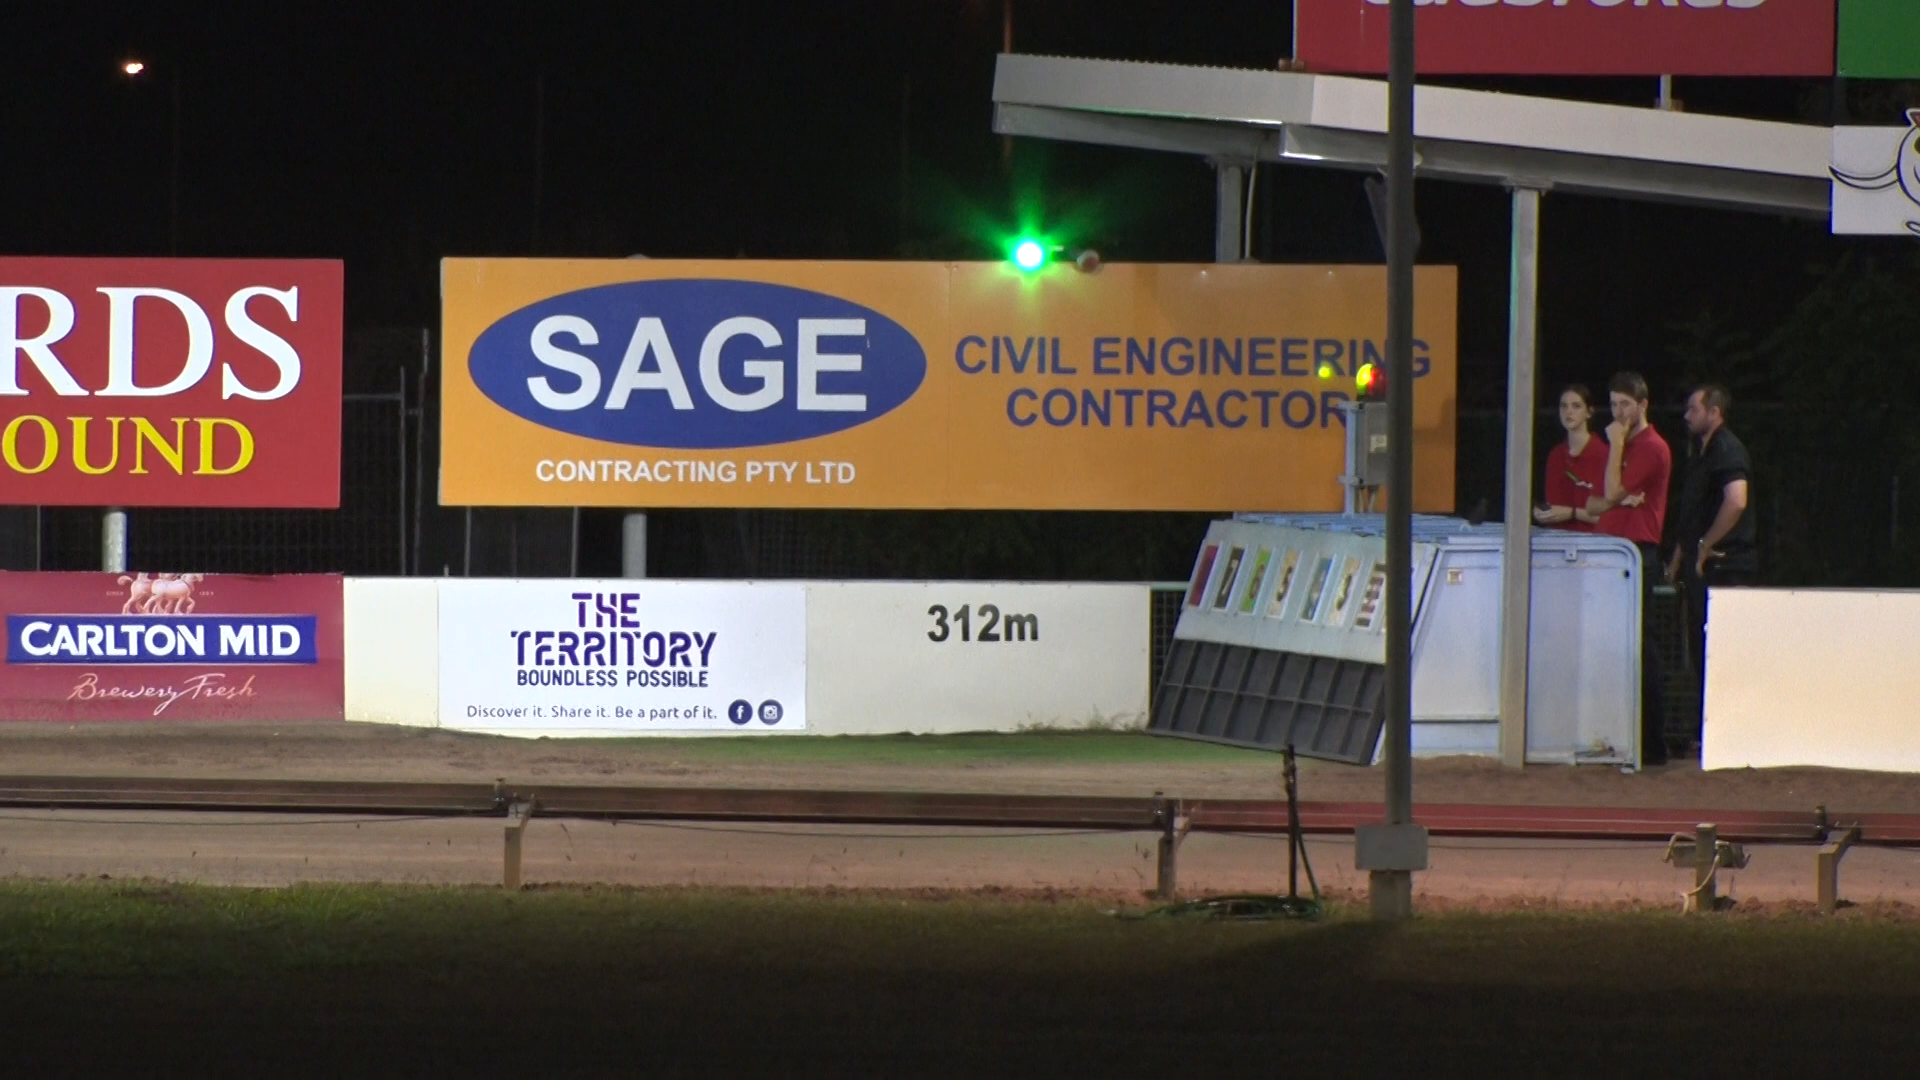 RDS
OUND
SAGE
CONTRACTING PTY LTD
CIVIL ENGINEERING
CONTRACTOR
CARLTON MID
Brewery Fresh
THE
TERRITORY
BOUNDLESS POSSIBLE
Discover it. Share it. Be a part of it.
312m